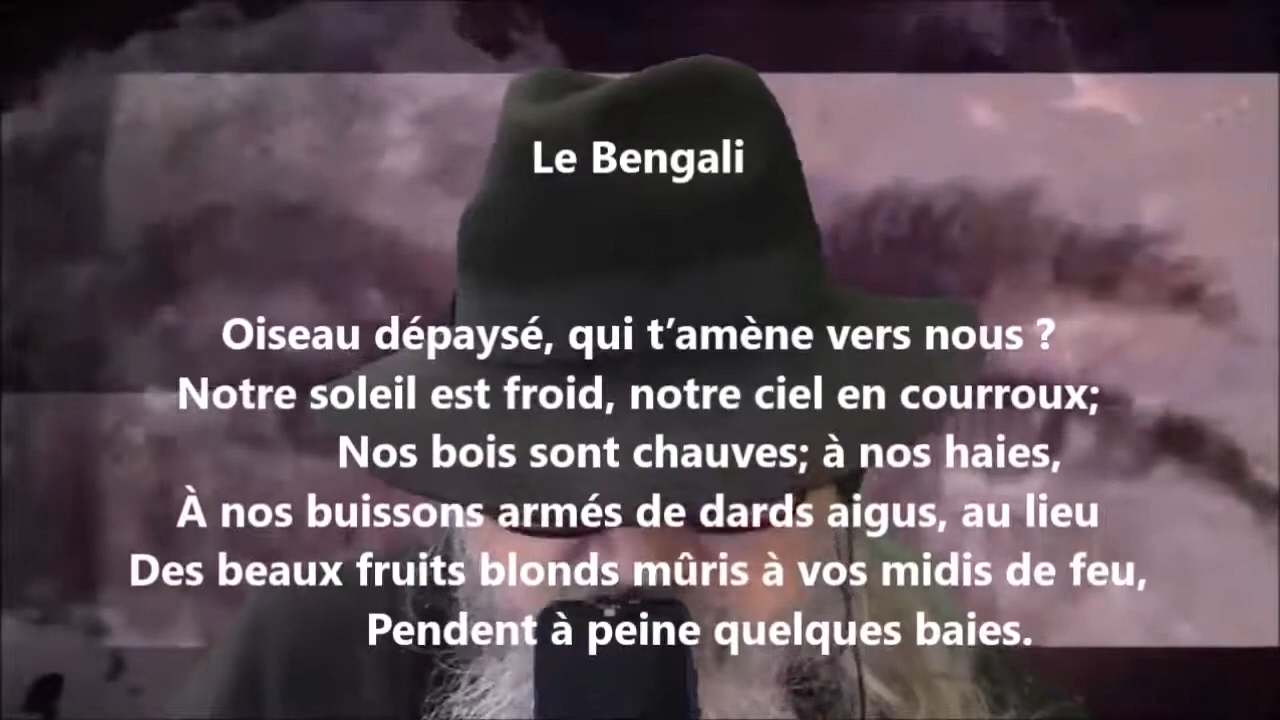 Le Bengali
Oiseau dépaysé, qui t’amène vers nous ?
Notre soleil est froid, notre ciel en courroux;
Nos bois sont chauves; à nos haies,
À nos buissons armés de dards aigus, au lieu
Des beaux fruits blonds mûris à vos midis de feu,
Pendent à peine quelques baies.